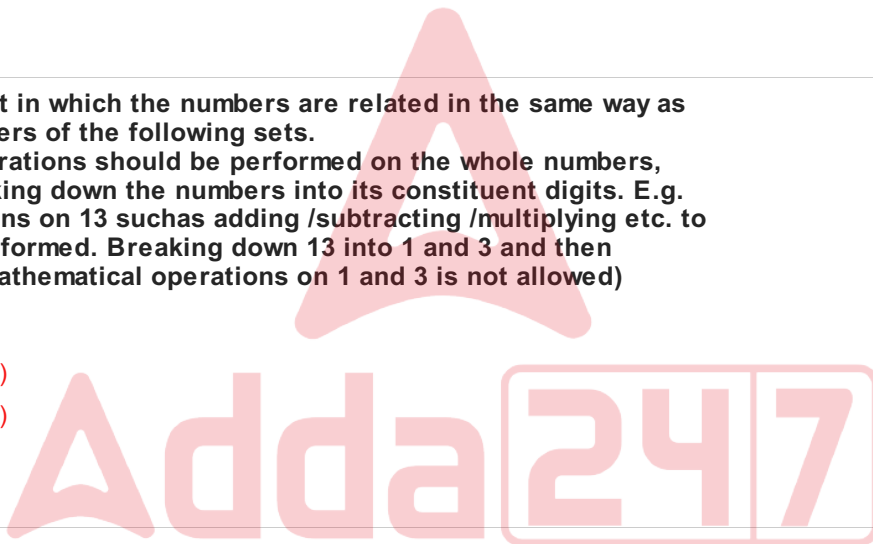 t in which the numbers are related in the same way as
ers of the following sets.
rations should be performed on the whole numbers,
king down the numbers into its constituent digits. E.g.
ns on 13 suchas adding /subtracting /multiplying etc. to
formed. Breaking down 13 into 1 and 3 and then
athematical operations on 1 and 3 is not allowed)
)
)
Adda247